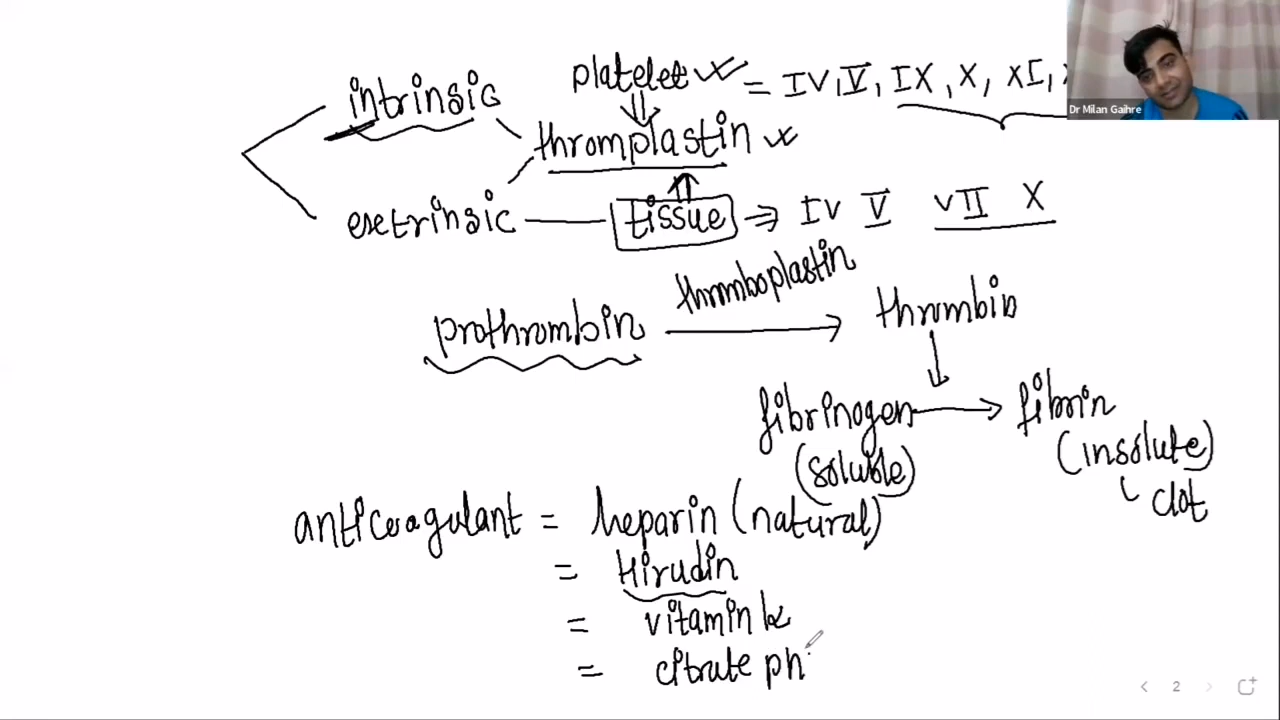 platelet = IV, V, IX, X, XI,
Dr Milan Gaihre
intrinsic
thromplastin
exetrinsic tissue ⇒ IV V VII X
thromboplastin
prothrombin → thrombin
fibrinogen → fibrin
(soluble) (insolute)
clot
anticoagulant = heparin (natural)
= Hirudin
= vitamin k
= citrate ph
2